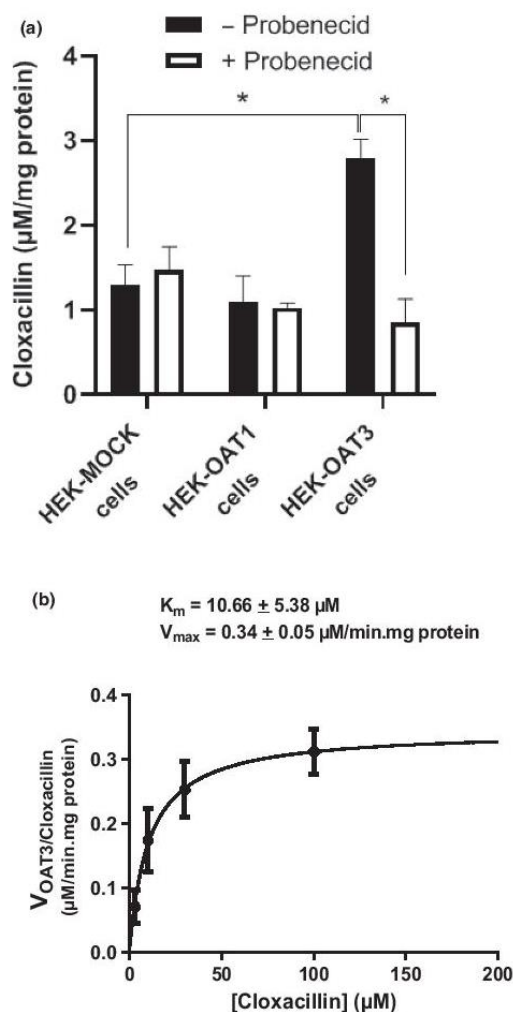 (a)
– Probenecid
+ Probenecid
Cloxacillin (µM/mg protein)
4
3
2
1
0
*
*
HEK-MOCK
cells
HEK-OAT1
cells
HEK-OAT3
cells
(b)
Km = 10.66 ± 5.38 µM
Vmax = 0.34 ± 0.05 µM/min.mg protein
VOAT3/Cloxacillin
(µM/min.mg protein)
0.4
0.3
0.2
0.1
0.0
0 50 100 150 200
[Cloxacillin] (µM)